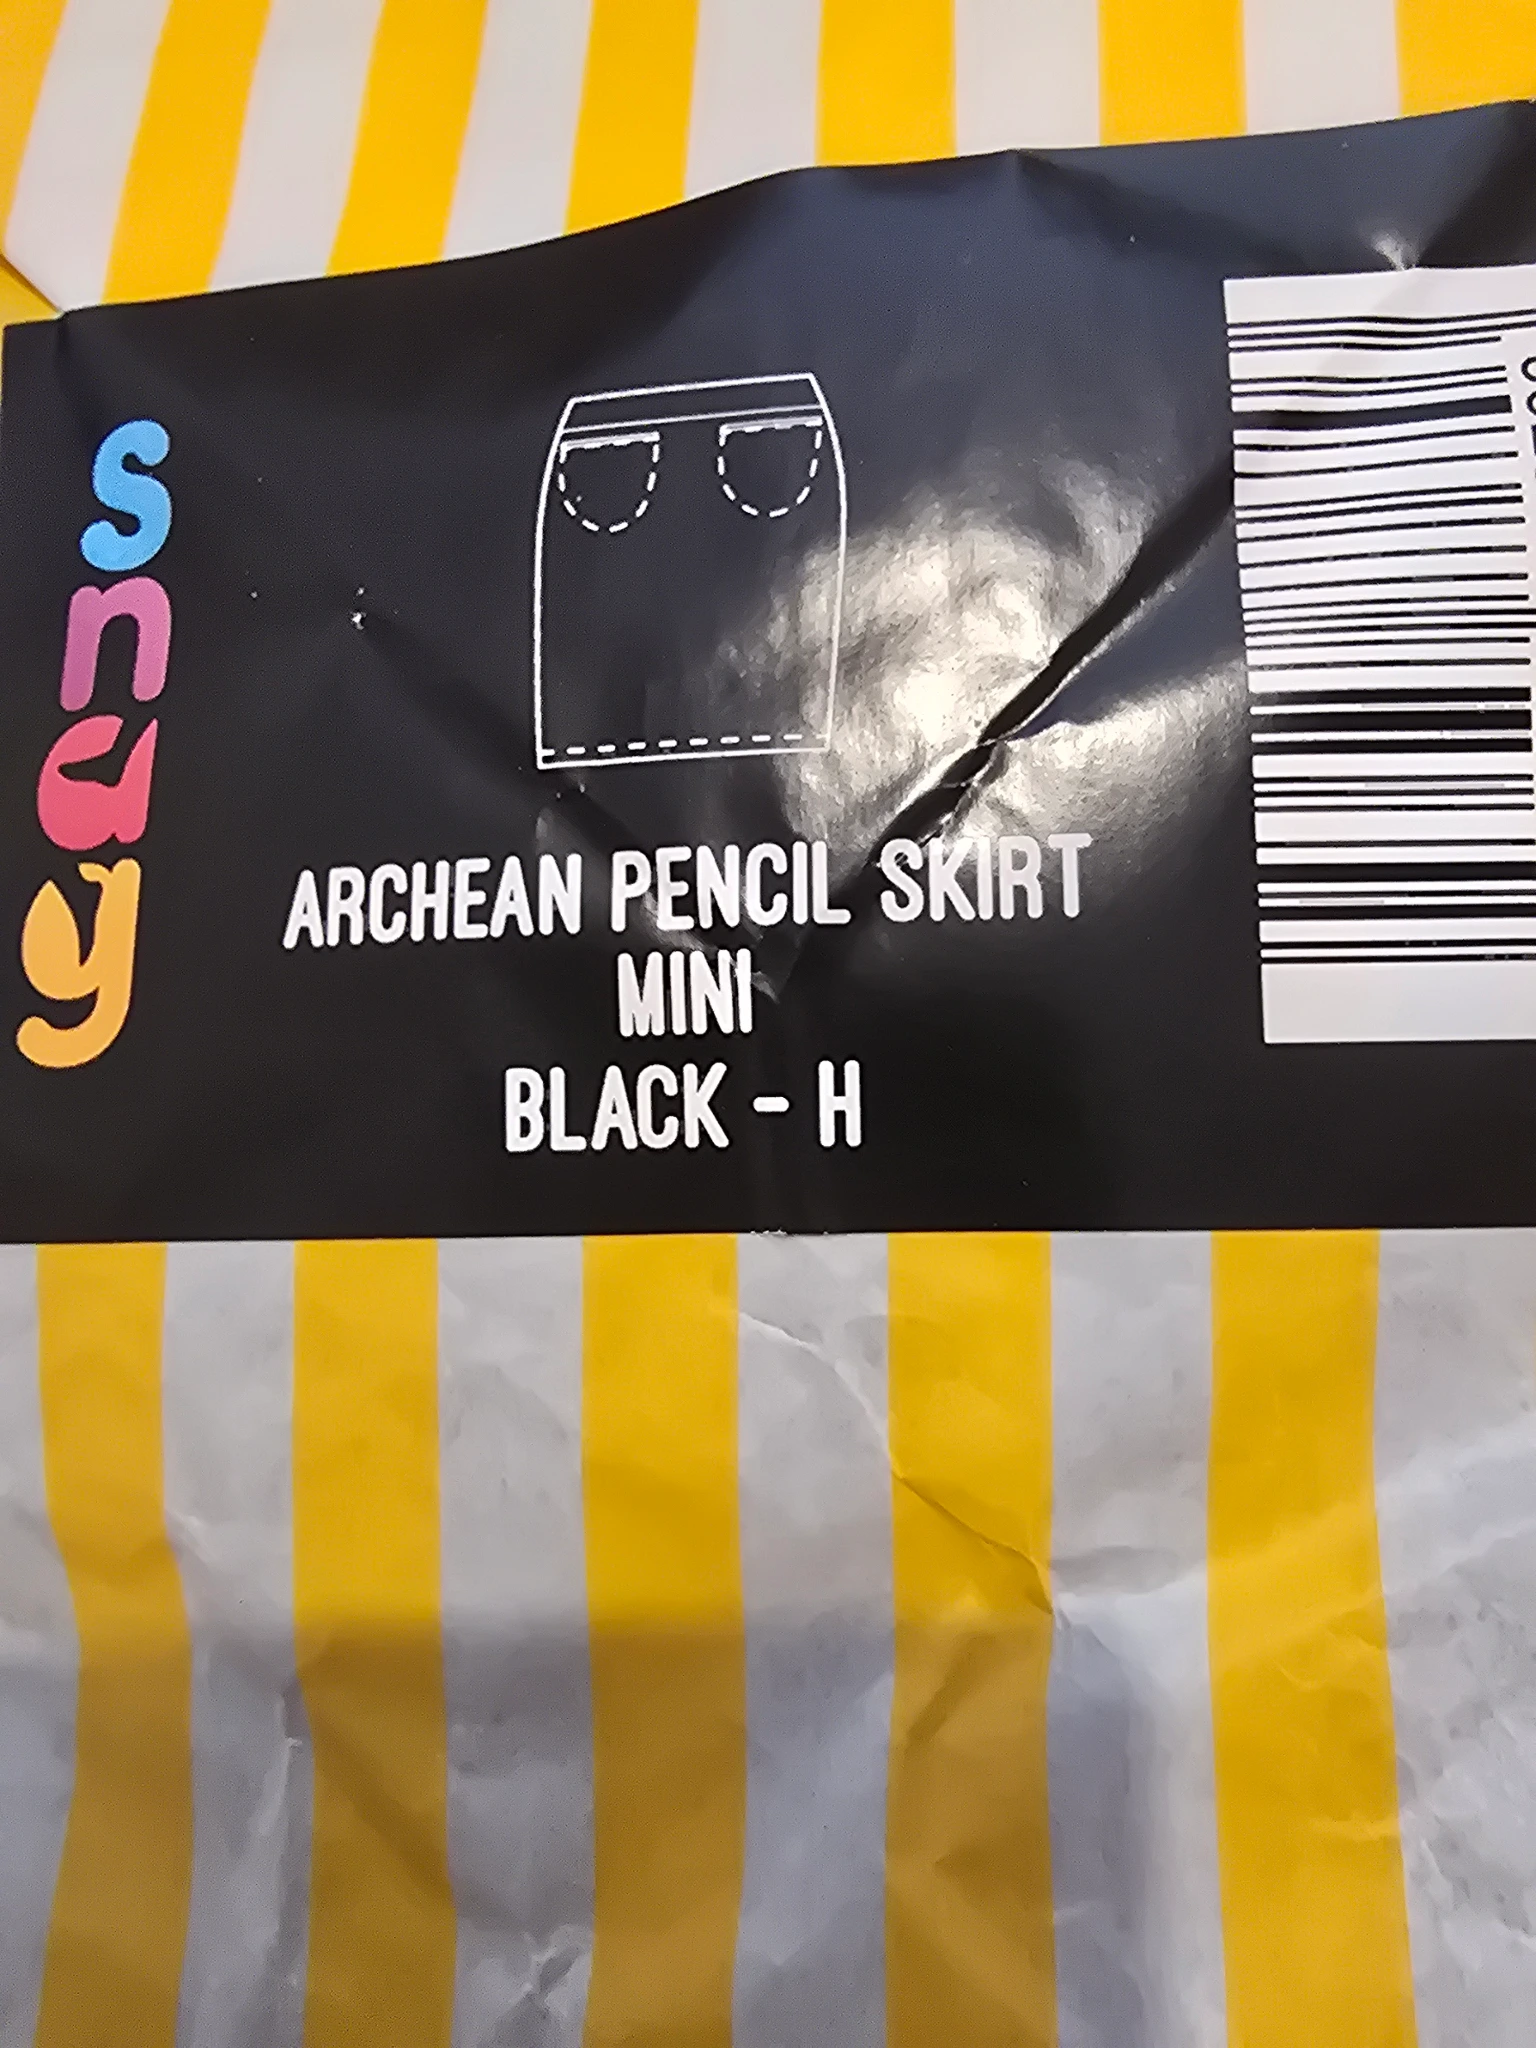 snag
ARCHEAN PENCIL SKIRT
MINI
BLACK - H